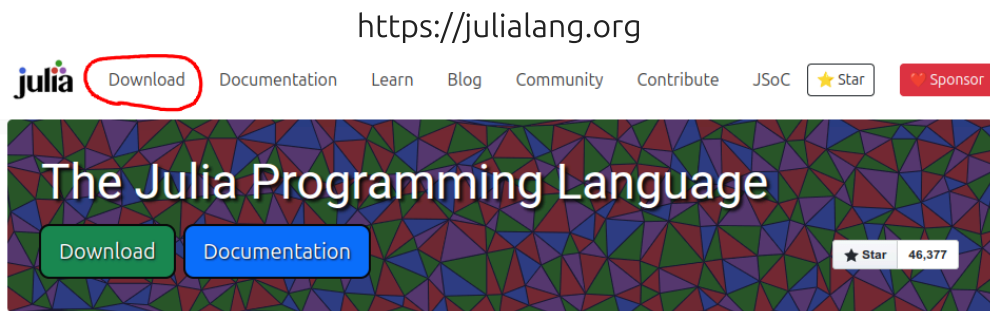 https://julialang.org
julia Download Documentation Learn Blog Community Contribute JSoC Star Sponsor
The Julia Programming Language
Download Documentation
Star 46,377